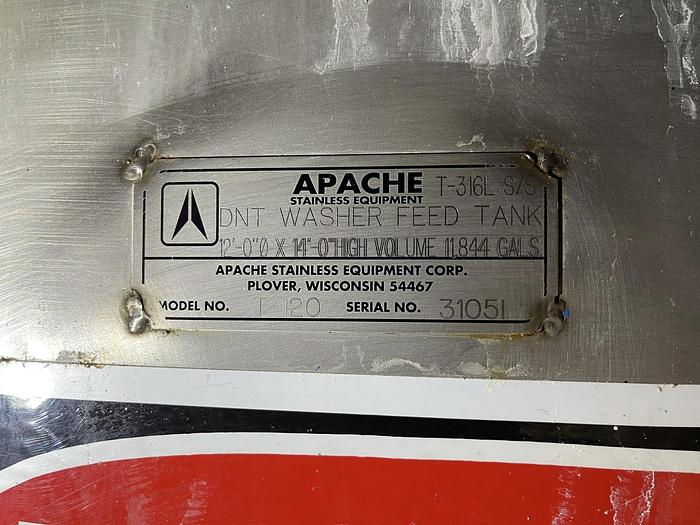 APACHE T-316L S/S
STAINLESS EQUIPMENT
DNT WASHER FEED TANK
12'-0"Ø X 14'-0"HIGH VOLUME 11,844 GALS.
APACHE STAINLESS EQUIPMENT CORP.
PLOVER, WISCONSIN 54467
MODEL NO. T-120 SERIAL NO. 31051